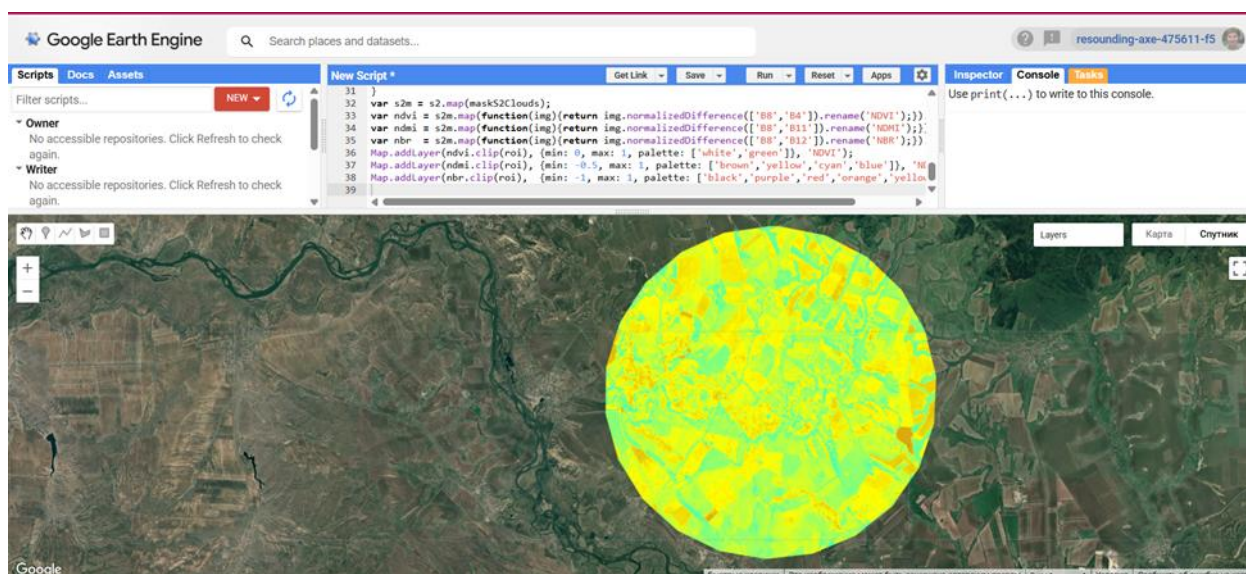 Google Earth Engine
Search places and datasets...
resounding-axe-475611-f5
Scripts Docs Assets
New Script *
Get Link Save Run Reset Apps
Inspector Console Tasks
Filter scripts...
NEW
Use print(...) to write to this console.
Owner
No accessible repositories. Click Refresh to check
again.
Writer
No accessible repositories. Click Refresh to check
again.
31 }
32 var s2m = s2.map(maskS2Clouds);
33 var ndvi = s2m.map(function(img){return img.normalizedDifference(['B8','B4']).rename('NDVI');})
34 var ndmi = s2m.map(function(img){return img.normalizedDifference(['B8','B11']).rename('NDMI');})
35 var nbr = s2m.map(function(img){return img.normalizedDifference(['B8','B12']).rename('NBR');})
36 Map.addLayer(ndvi.clip(roi), {min: 0, max: 1, palette: ['white','green']}, 'NDVI');
37 Map.addLayer(ndmi.clip(roi), {min: -0.5, max: 1, palette: ['brown','yellow','cyan','blue']},
38 Map.addLayer(nbr.clip(roi), {min: -1, max: 1, palette: ['black','purple','red','orange',
39
Layers
Карта Спутник
+
−
Google